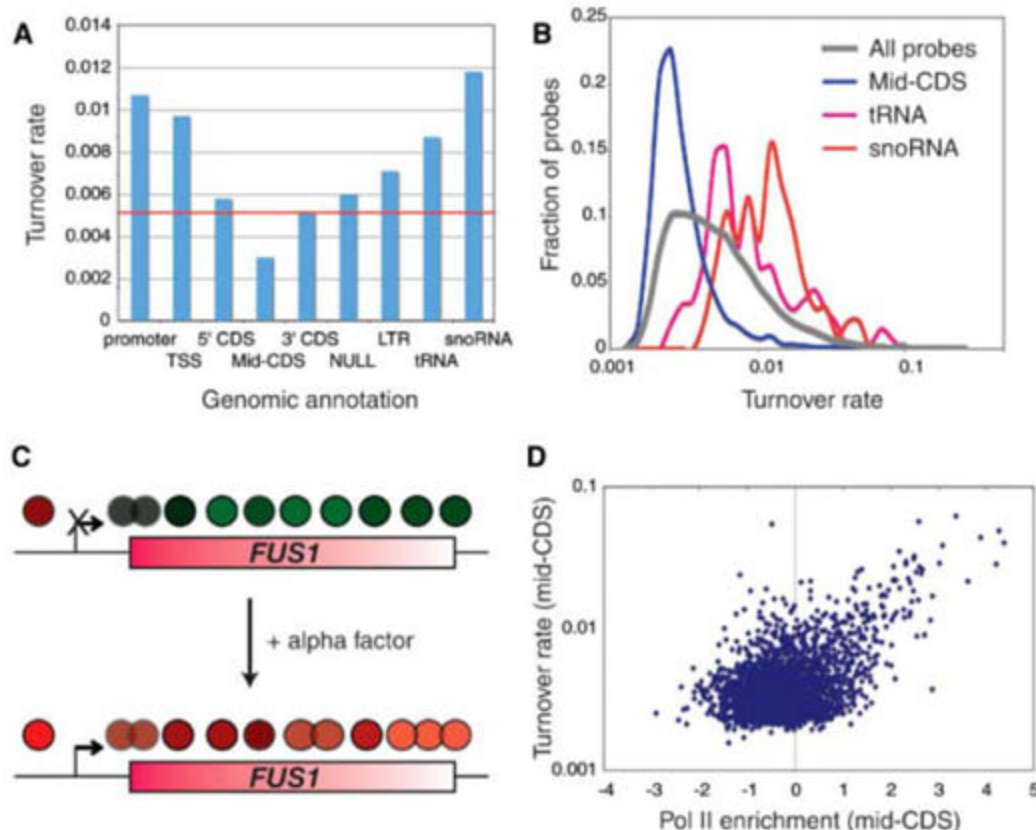 A
0.014
0.012
0.01
0.008
0.006
0.004
0.002
0
Turnover rate
promoter 5' CDS 3' CDS LTR snoRNA
TSS Mid-CDS NULL tRNA
Genomic annotation
B
0.25
0.2
0.15
0.1
0.05
0
Fraction of probes
All probes
Mid-CDS
tRNA
snoRNA
0.001 0.01 0.1
Turnover rate
C
FUS1
+ alpha factor
FUS1
D
0.1
0.01
0.001
Turnover rate (mid-CDS)
-4 -3 -2 -1 0 1 2 3 4 5
Pol II enrichment (mid-CDS)